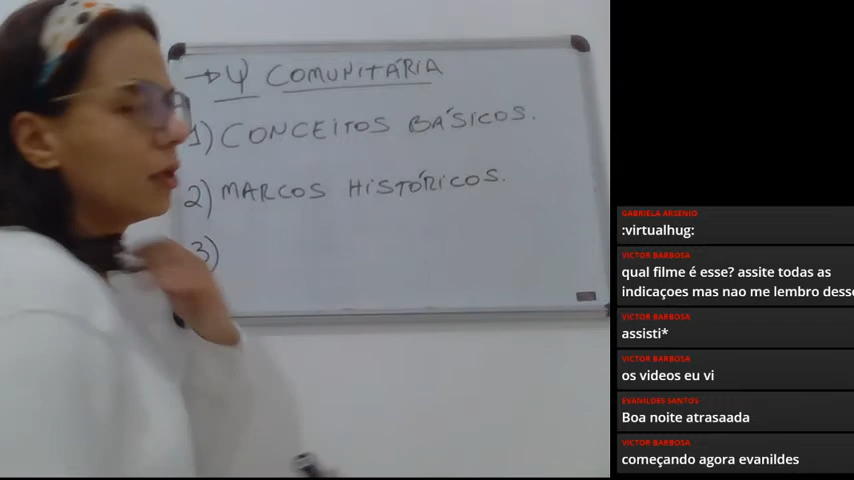 → Ψ COMUNITÁRIA
1) CONCEITOS BÁSICOS.
2) MARCOS HISTÓRICOS.
3)
GABRIELA ARSENIO
:virtualhug:
VICTOR BARBOSA
qual filme é esse? assite todas as
indicaçoes mas nao me lembro desse
VICTOR BARBOSA
assisti*
VICTOR BARBOSA
os videos eu vi
EVANILDES SANTOS
Boa noite atrasaada
VICTOR BARBOSA
começando agora evanildes